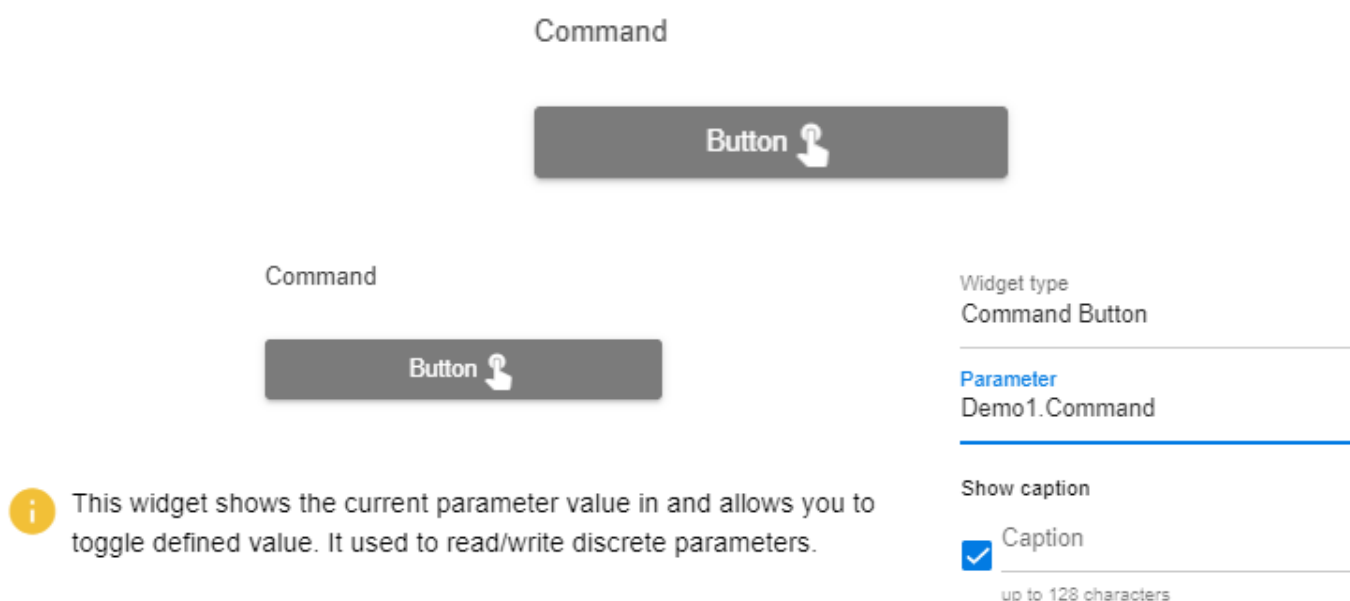 Command
Button
Command
Button
This widget shows the current parameter value in and allows you to
toggle defined value. It used to read/write discrete parameters.
Widget type
Command Button
Parameter
Demo1.Command
Show caption
Caption
up to 128 characters